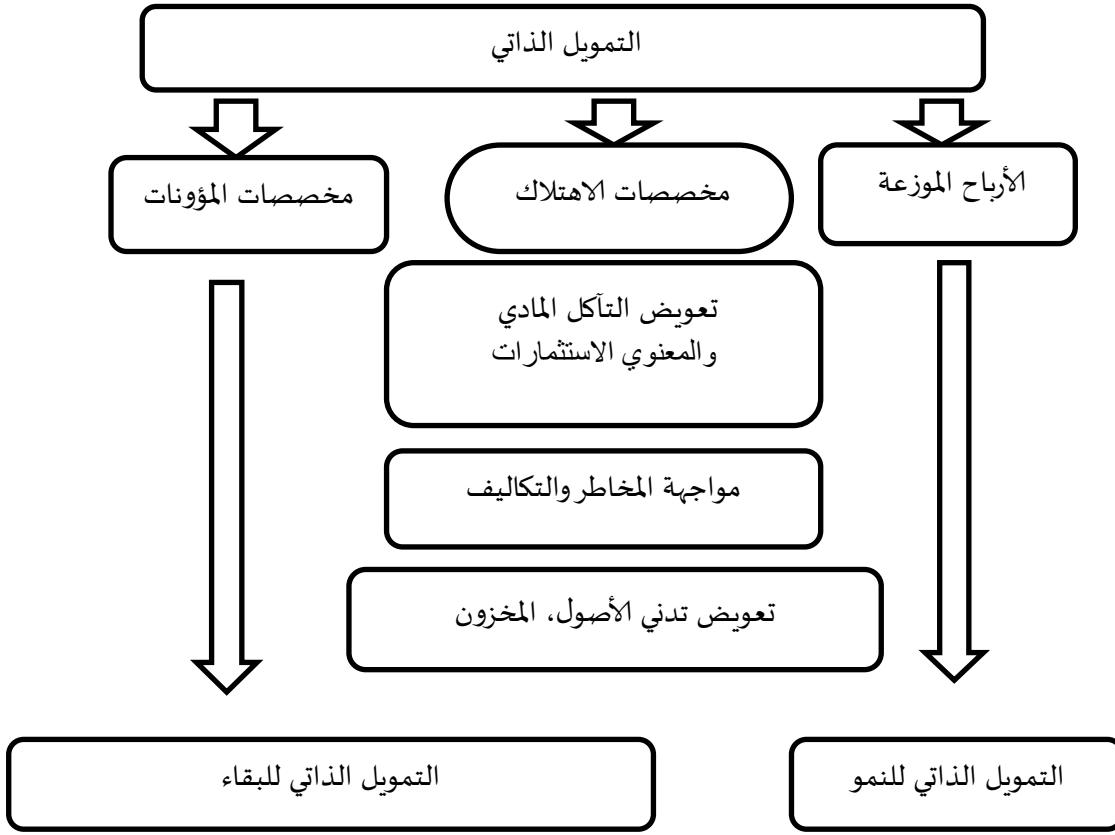 التمويل الذاتي
الأرباح الموزعة
مخصصات الاهتلاك
مخصصات المؤونات
تعويض التآكل المادي
والمعنوي الاستثمارات
مواجهة المخاطر والتكاليف
تعويض تدني الأصول، المخزون
التمويل الذاتي للنمو
التمويل الذاتي للبقاء